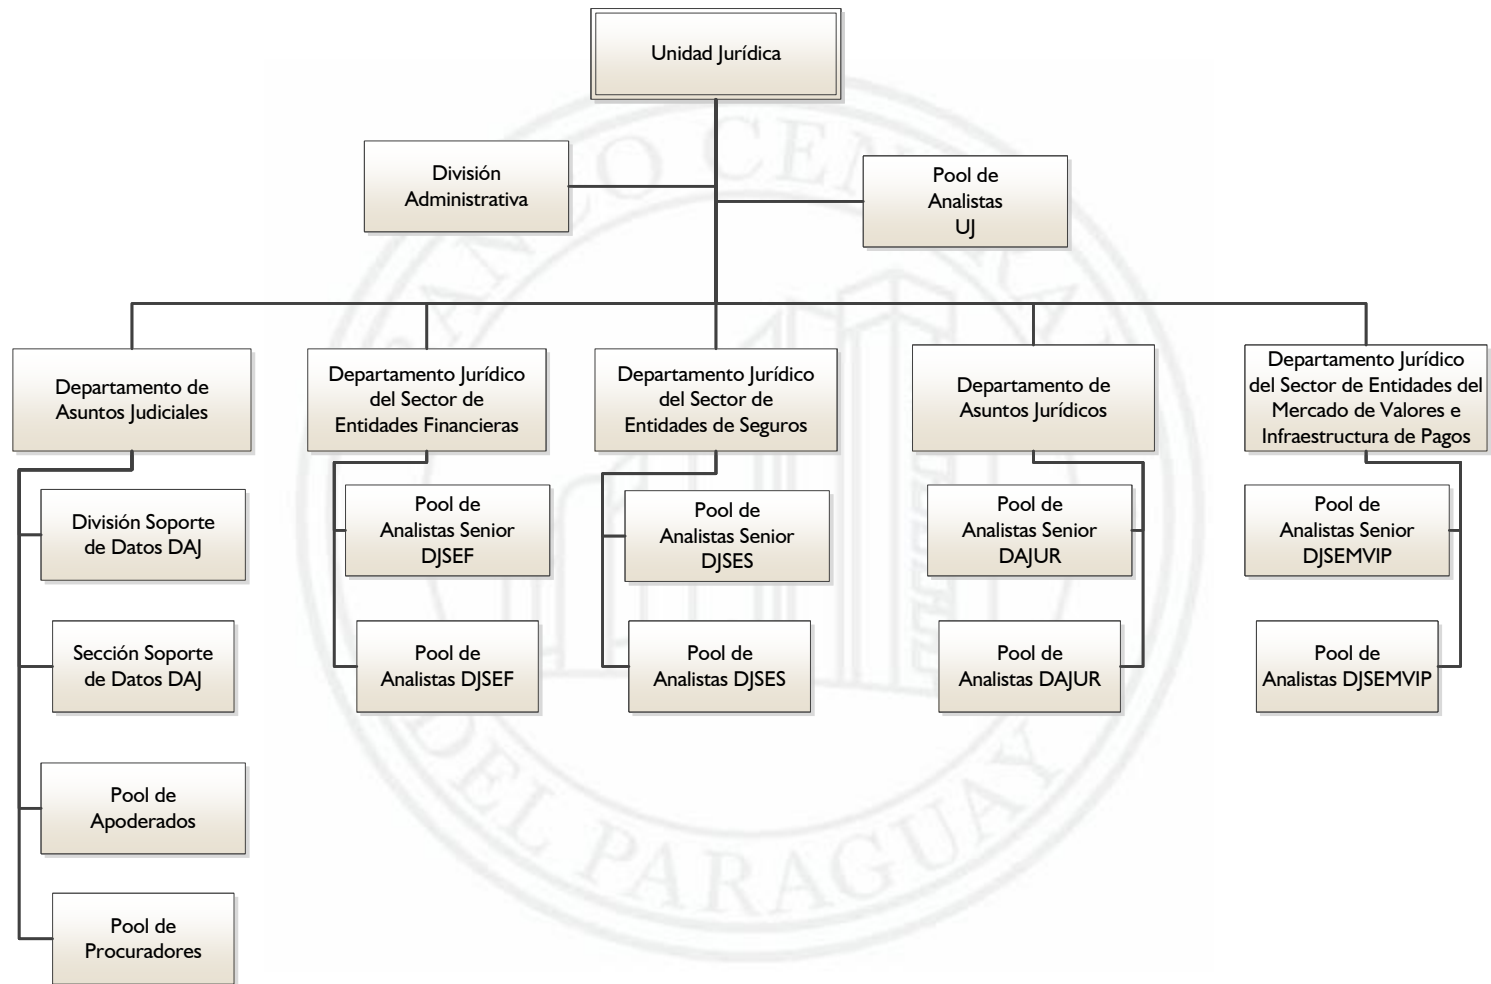 Unidad Jurídica
División
Administrativa
Pool de
Analistas
UJ
Departamento de
Asuntos Judiciales
Departamento Jurídico
del Sector de
Entidades Financieras
Departamento Jurídico
del Sector de
Entidades de Seguros
Departamento de
Asuntos Jurídicos
Departamento Jurídico
del Sector de Entidades del
Mercado de Valores e
Infraestructura de Pagos
División Soporte
de Datos DAJ
Sección Soporte
de Datos DAJ
Pool de
Apoderados
Pool de
Procuradores
Pool de
Analistas Senior
DJSEF
Pool de
Analistas DJSEF
Pool de
Analistas Senior
DJSES
Pool de
Analistas DJSES
Pool de
Analistas Senior
DAJUR
Pool de
Analistas DAJUR
Pool de
Analistas Senior
DJSEMVIP
Pool de
Analistas DJSEMVIP
BANCO CENTRAL
DEL PARAGUAY